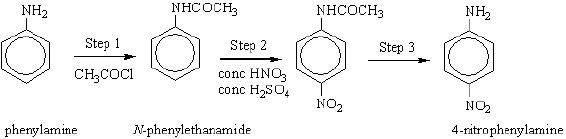 NH₂
NHCOCH₃
NHCOCH₃
NH₂
Step 1
Step 2
Step 3
CH₃COCl
conc HNO₃
conc H₂SO₄
NO₂
NO₂
phenylamine
N-phenylethanamide
4-nitrophenylamine